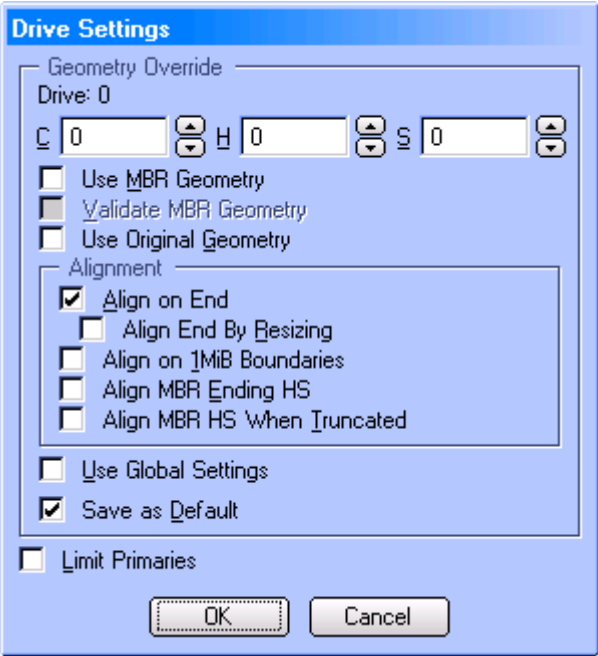 Drive Settings
Geometry Override
Drive: 0
C 0 H 0 S 0
Use MBR Geometry
Validate MBR Geometry
Use Original Geometry
Alignment
Align on End
Align End By Resizing
Align on 1MiB Boundaries
Align MBR Ending HS
Align MBR HS When Truncated
Use Global Settings
Save as Default
Limit Primaries
OK Cancel